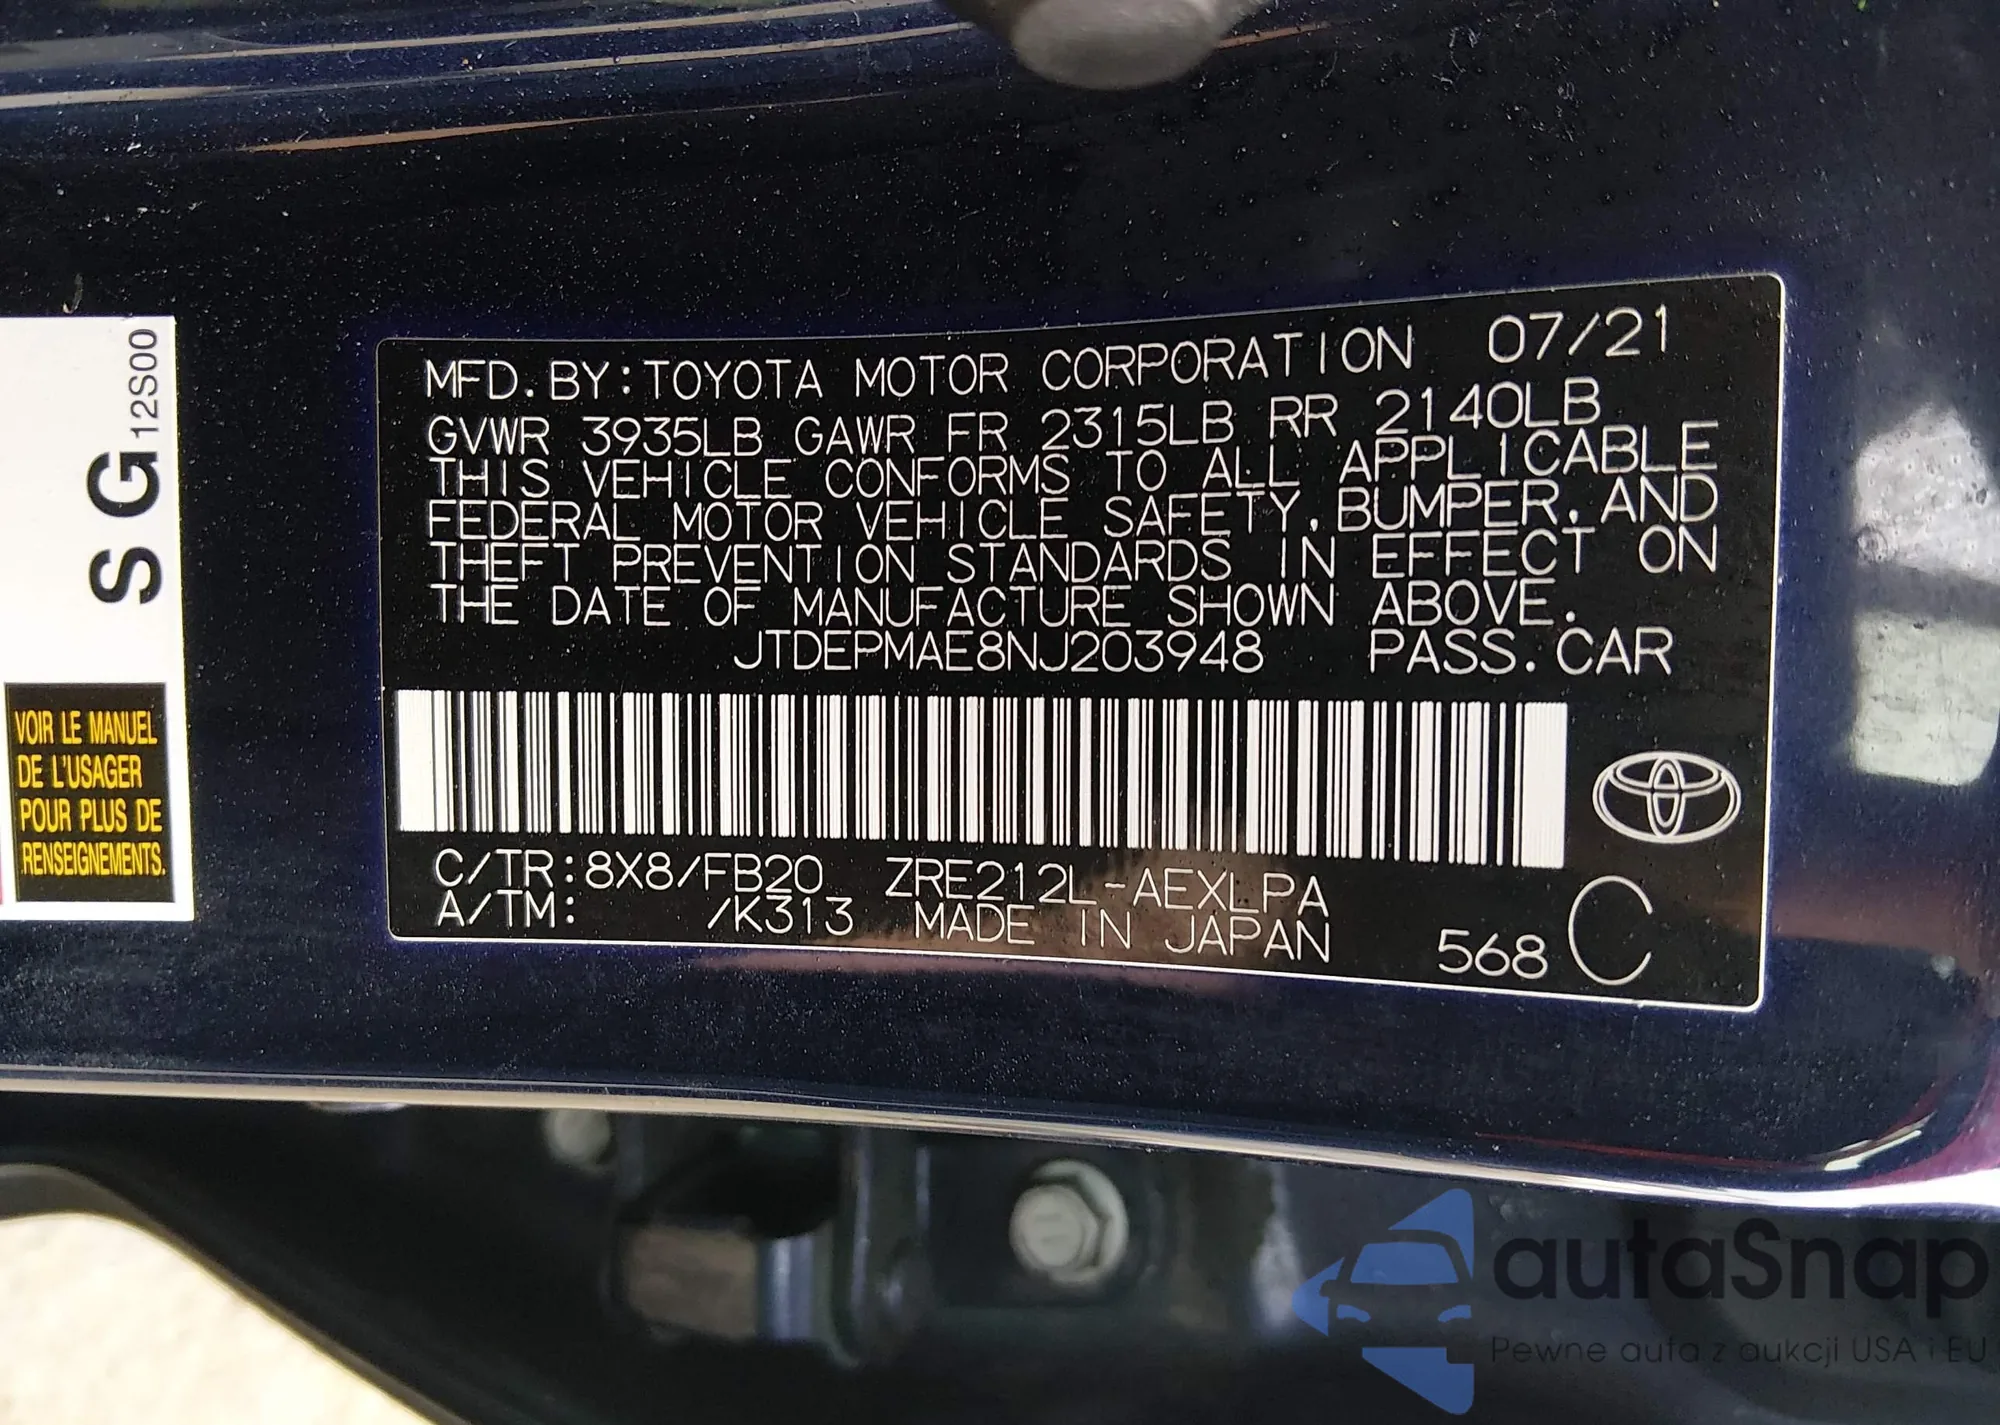 S G 12S00
VOIR LE MANUEL
DE L'USAGER
POUR PLUS DE
RENSEIGNEMENTS.
MFD. BY: TOYOTA MOTOR CORPORATION 07/21
GVWR 3935LB GAWR FR 2315LB RR 2140LB
THIS VEHICLE CONFORMS TO ALL APPLICABLE
FEDERAL MOTOR VEHICLE SAFETY, BUMPER, AND
THEFT PREVENTION STANDARDS IN EFFECT ON
THE DATE OF MANUFACTURE SHOWN ABOVE.
JTDEPMAE8NJ203948 PASS. CAR
C/TR: 8X8/FB20 ZRE212L-AEXLPA
A/TM: /K313 MADE IN JAPAN 568 C
autaSnap
Pewne auta z aukcji USA i EU